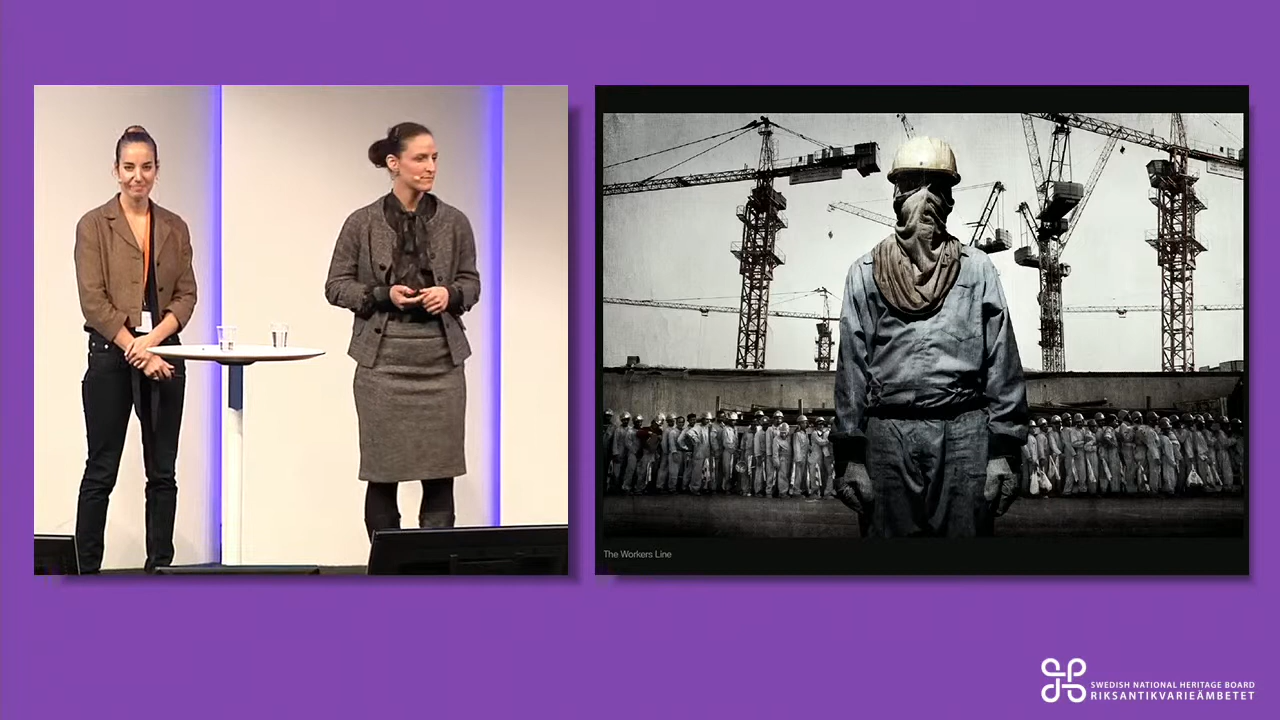 The Workers Line
SWEDISH NATIONAL HERITAGE BOARD
RIKSANTIKVARIEÄMBETET